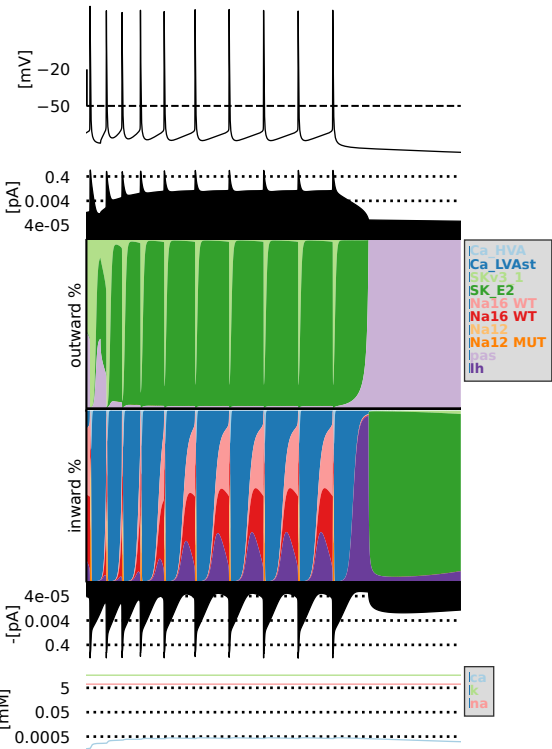 [mV]
−20
−50
[pA]
0.4
0.004
4e-05
outward %
Ca_HVA
Ca_LVAst
SKv3_1
SK_E2
Na16 WT
Na16 WT
Na12
Na12 MUT
pas
Ih
inward %
-[pA]
4e-05
0.004
0.4
[mM]
5
0.05
0.0005
ca
k
na